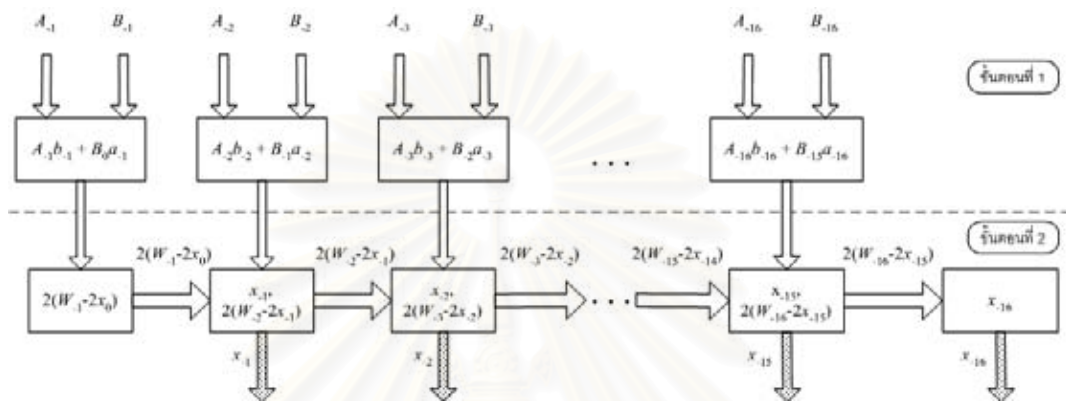 A-1 B-1 A-2 B-2 A-3 B-3 A-16 B-16
ขั้นตอนที่ 1
A-1b-1 + B0a-1 A-2b-2 + B-1a-2 A-3b-3 + B-2a-3 . . . A-16b-16 + B-15a-16
ขั้นตอนที่ 2
2(W-1-2x0) 2(W-2-2x-1) 2(W-3-2x-2) 2(W-15-2x-14) 2(W-16-2x-15)
2(W-1-2x0) x-1, x-2, . . . x-15, x-16
2(W-2-2x-1) 2(W-3-2x-2) 2(W-16-2x-15)
x-1 x-2 x-15 x-16